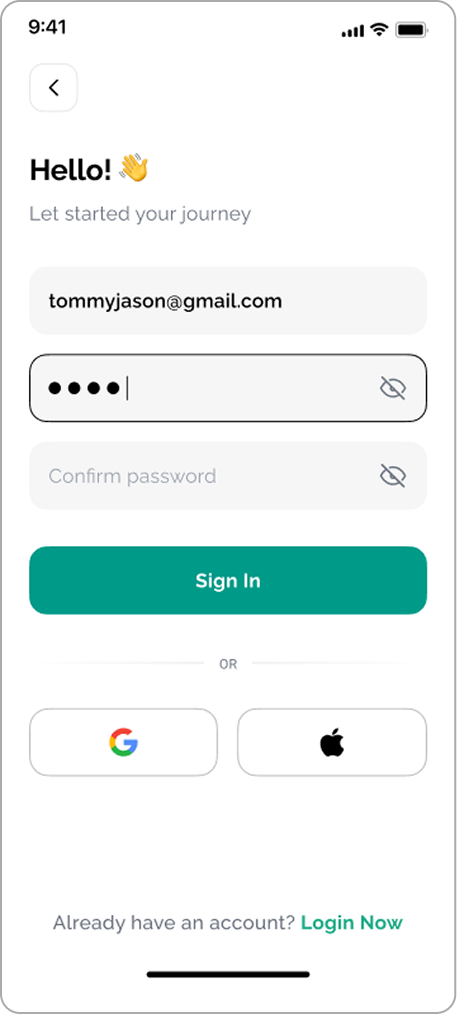 9:41
Hello! 👋
Let started your journey
tommyjason@gmail.com
Confirm password
Sign In
OR
Already have an account? Login Now